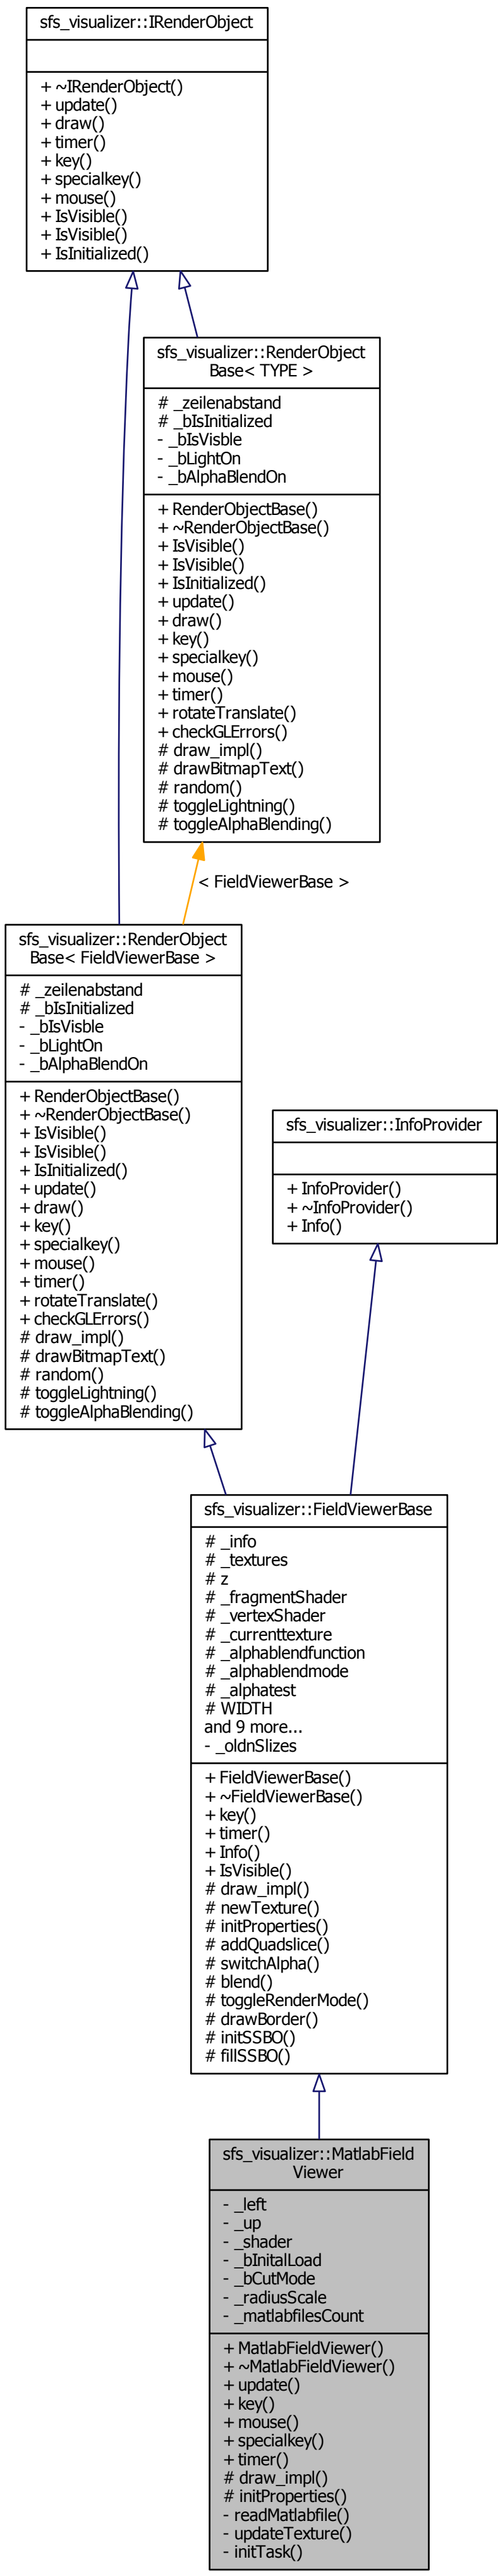 sfs_visualizer::IRenderObject
+ ~IRenderObject()
+ update()
+ draw()
+ timer()
+ key()
+ specialkey()
+ mouse()
+ IsVisible()
+ IsVisible()
+ IsInitialized()
sfs_visualizer::RenderObject
Base< TYPE >
# _zeilenabstand
# _bIsInitialized
- _bIsVisble
- _bLightOn
- _bAlphaBlendOn
+ RenderObjectBase()
+ ~RenderObjectBase()
+ IsVisible()
+ IsVisible()
+ IsInitialized()
+ update()
+ draw()
+ key()
+ specialkey()
+ mouse()
+ timer()
+ rotateTranslate()
+ checkGLErrors()
# draw_impl()
# drawBitmapText()
# random()
# toggleLightning()
# toggleAlphaBlending()
< FieldViewerBase >
sfs_visualizer::RenderObject
Base< FieldViewerBase >
# _zeilenabstand
# _bIsInitialized
- _bIsVisble
- _bLightOn
- _bAlphaBlendOn
+ RenderObjectBase()
+ ~RenderObjectBase()
+ IsVisible()
+ IsVisible()
+ IsInitialized()
+ update()
+ draw()
+ key()
+ specialkey()
+ mouse()
+ timer()
+ rotateTranslate()
+ checkGLErrors()
# draw_impl()
# drawBitmapText()
# random()
# toggleLightning()
# toggleAlphaBlending()
sfs_visualizer::InfoProvider
+ InfoProvider()
+ ~InfoProvider()
+ Info()
sfs_visualizer::FieldViewerBase
# _info
# _textures
# z
# _fragmentShader
# _vertexShader
# _currenttexture
# _alphablendfunction
# _alphablendmode
# _alphatest
# WIDTH
and 9 more...
- _oldnSlizes
+ FieldViewerBase()
+ ~FieldViewerBase()
+ key()
+ timer()
+ Info()
+ IsVisible()
# draw_impl()
# newTexture()
# initProperties()
# addQuadslice()
# switchAlpha()
# blend()
# toggleRenderMode()
# drawBorder()
# initSSBO()
# fillSSBO()
sfs_visualizer::MatlabField
Viewer
- _left
- _up
- _shader
- _bInitalLoad
- _bCutMode
- _radiusScale
- _matlabfilesCount
+ MatlabFieldViewer()
+ ~MatlabFieldViewer()
+ update()
+ key()
+ mouse()
+ specialkey()
+ timer()
# draw_impl()
# initProperties()
- readMatlabfile()
- updateTexture()
- initTask()